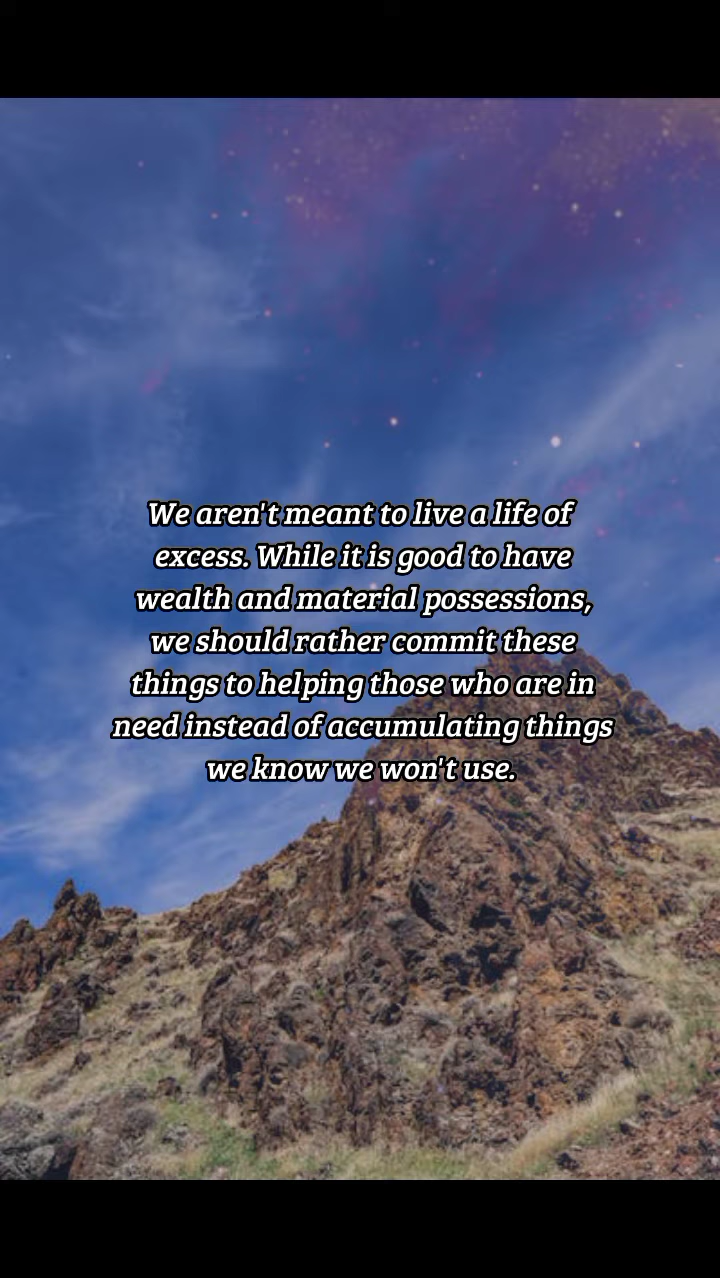 We aren't meant to live a life of
excess. While it is good to have
wealth and material possessions,
we should rather commit these
things to helping those who are in
need instead of accumulating things
we know we won't use.